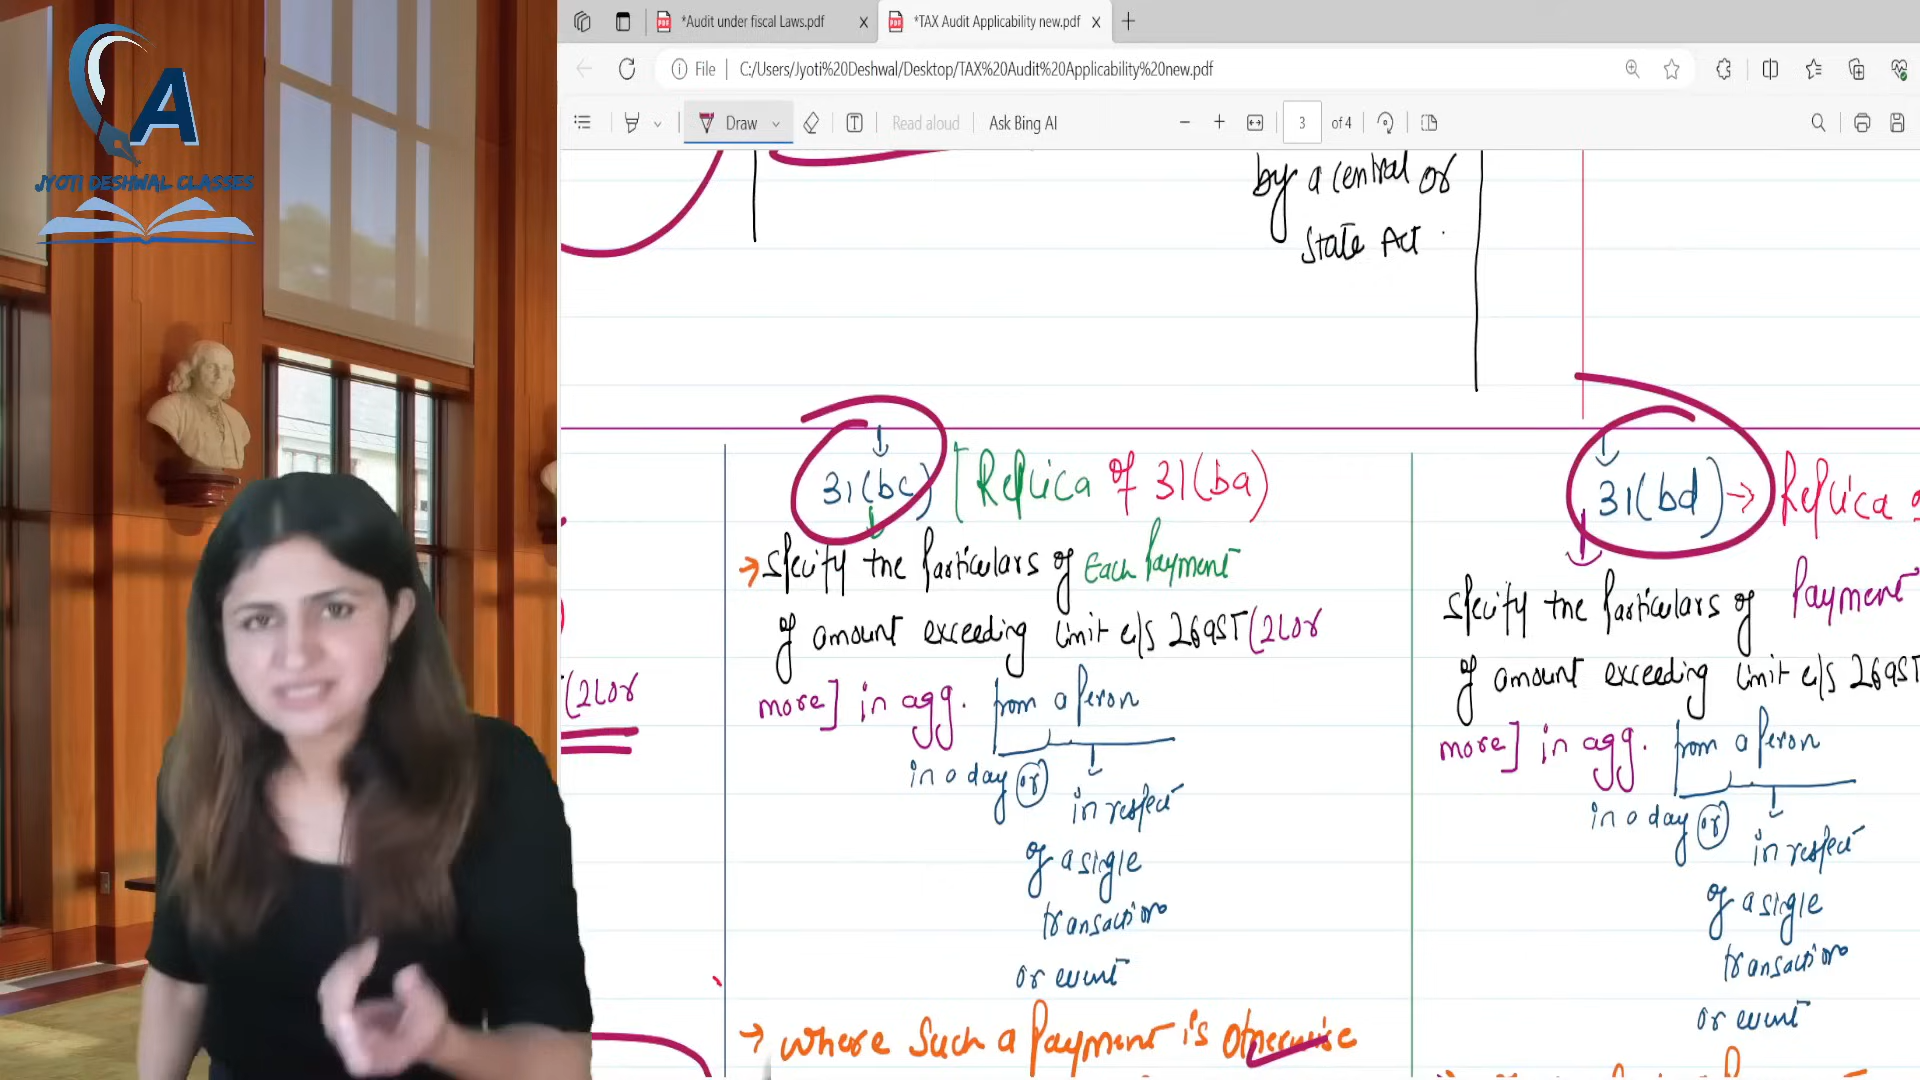 *Audit under fiscal Laws.pdf
*TAX Audit Applicability new.pdf
File
C:/Users/Jyoti%20Deshwal/Desktop/TAX%20Audit%20Applicability%20new.pdf
Draw
Read aloud
Ask Bing AI
3
of 4
A
JYOTI DESHWAL CLASSES
by a central or
State Act
31(bc) [Replica of 31(ba)
→ Specify the Particulars of Each Payment
of amount exceeding limit u/s 269ST (2L or
more] in agg. from a Person
in a day or
in respect
of a single
transaction
or event
→ where Such a Payment is otherwise
31(bd) → Replica
Specify the Particulars of Payment
of amount exceeding limit u/s 269ST
more] in agg. from a Person
in a day or
in respect
of a single
transaction
or event
(2L or